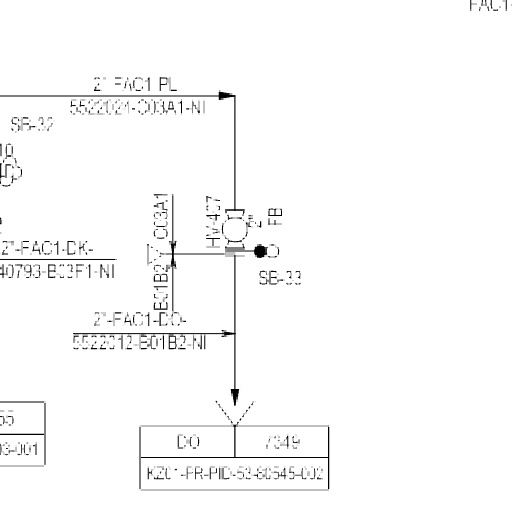 FAC1-
2" FAC1 PL
5522021-C03A1-NI
SB-32
10
C03A1
HV-407
2"
FB
2"-FAC1-DK-
40793-B03F1-NI
B01B2
SB-33
2"-FAC1-DO-
5522012-B01B2-NI
55
03-001
DO
7349
KZ01-PR-PID-53-80545-002